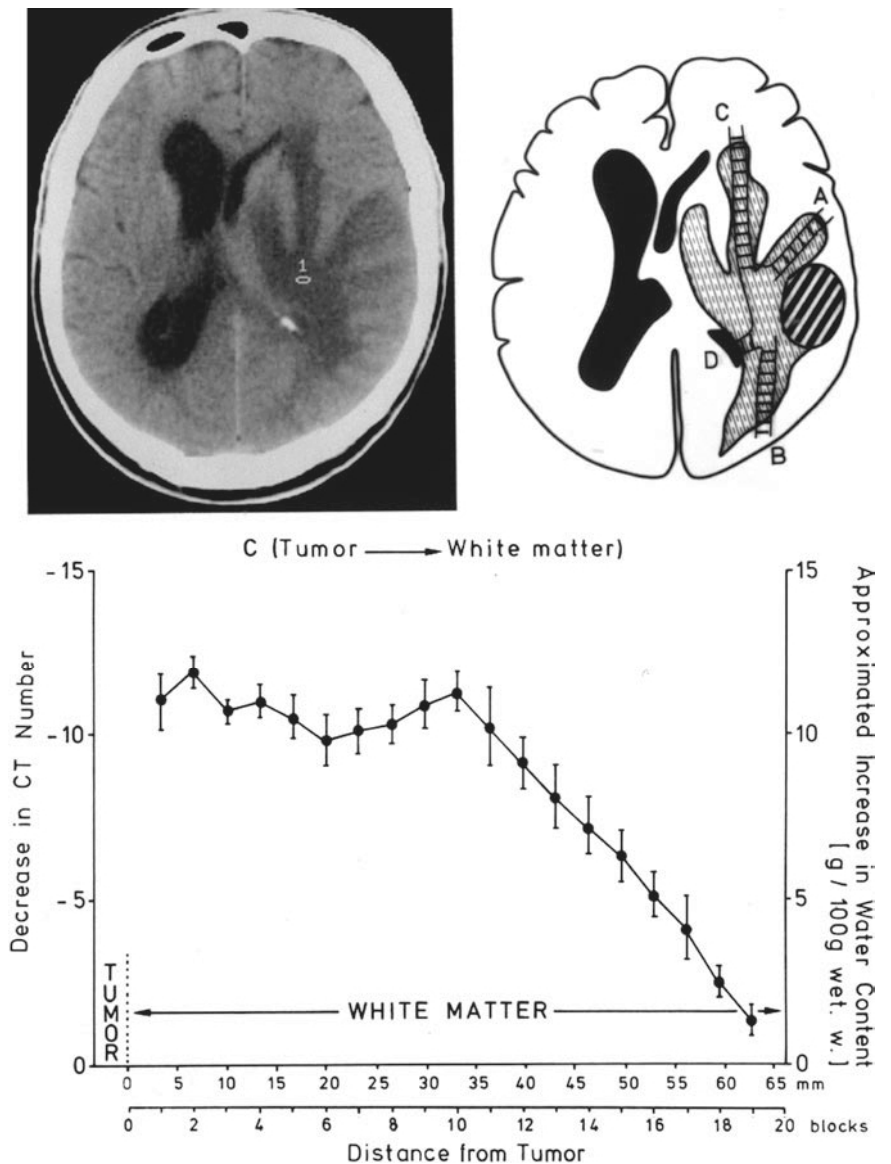 1
C
A
D
B
C (Tumor → White matter)
Decrease in CT Number
-15
-10
-5
0
Approximated Increase in Water Content
[g / 100g wet. w.]
15
10
5
0
TUMOR
WHITE MATTER
0 5 10 15 20 25 30 35 40 45 50 55 60 65 mm
0 2 4 6 8 10 12 14 16 18 20 blocks
Distance from Tumor